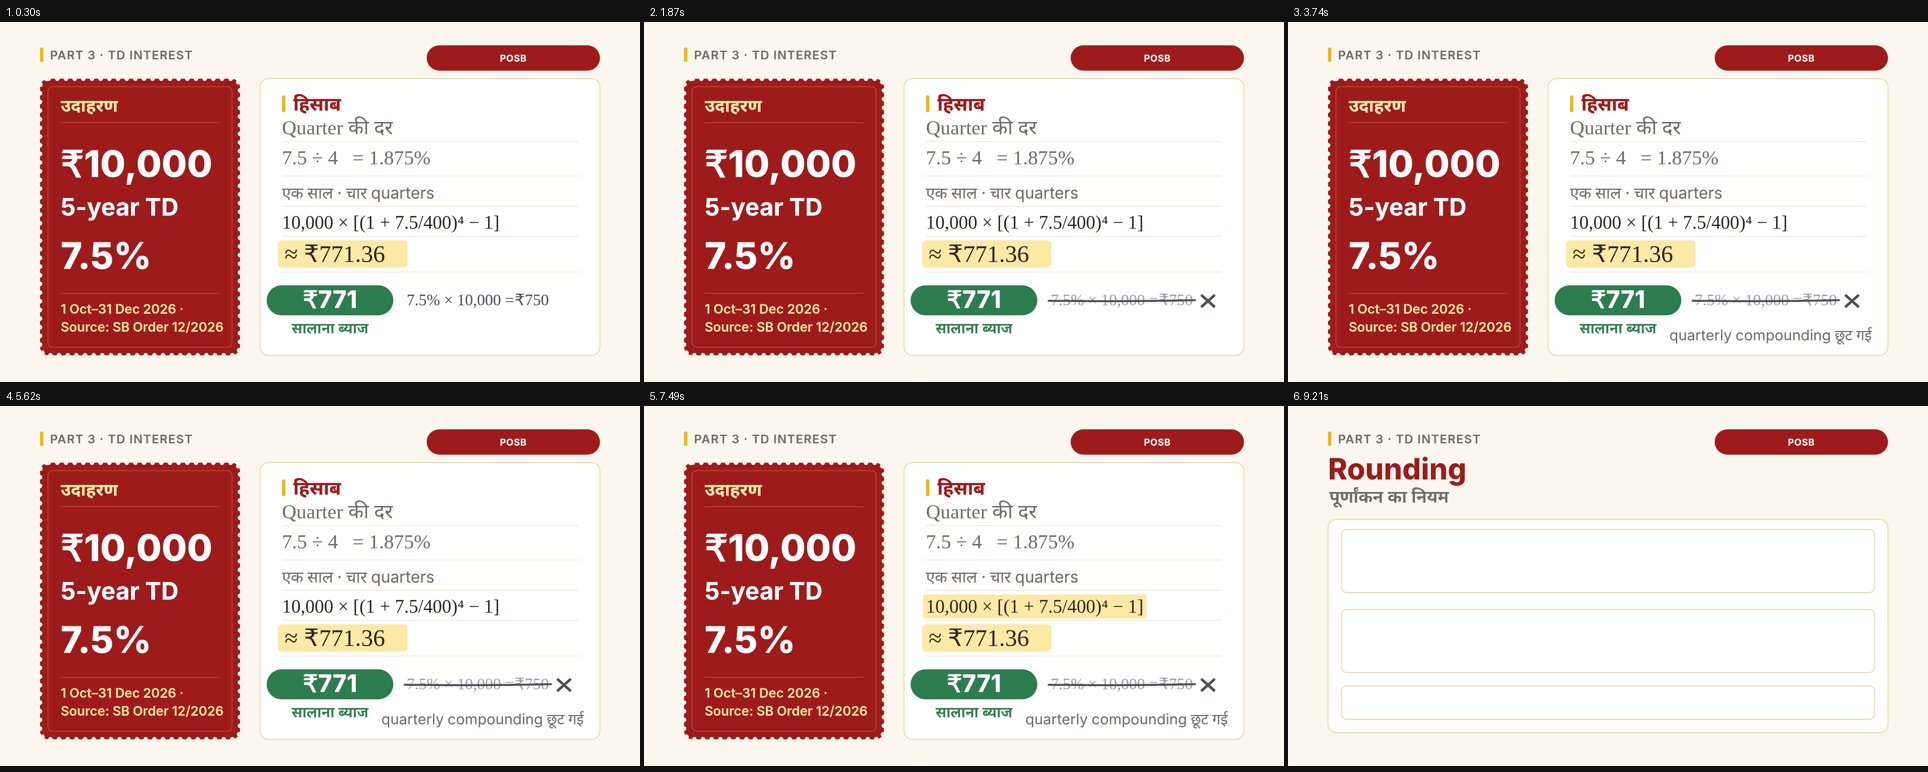 1. 0.30s
PART 3 · TD INTEREST
POSB
उदाहरण
₹10,000
5-year TD
7.5%
1 Oct–31 Dec 2026 ·
Source: SB Order 12/2026
हिसाब
Quarter की दर
7.5 ÷ 4 = 1.875%
एक साल · चार quarters
10,000 × [(1 + 7.5/400)⁴ − 1]
≈ ₹771.36
₹771 7.5% × 10,000 =₹750
सालाना ब्याज
2. 1.87s
PART 3 · TD INTEREST
POSB
उदाहरण
₹10,000
5-year TD
7.5%
1 Oct–31 Dec 2026 ·
Source: SB Order 12/2026
हिसाब
Quarter की दर
7.5 ÷ 4 = 1.875%
एक साल · चार quarters
10,000 × [(1 + 7.5/400)⁴ − 1]
≈ ₹771.36
₹771 7.5% × 10,000 =₹750 ✕
सालाना ब्याज
3. 3.74s
PART 3 · TD INTEREST
POSB
उदाहरण
₹10,000
5-year TD
7.5%
1 Oct–31 Dec 2026 ·
Source: SB Order 12/2026
हिसाब
Quarter की दर
7.5 ÷ 4 = 1.875%
एक साल · चार quarters
10,000 × [(1 + 7.5/400)⁴ − 1]
≈ ₹771.36
₹771 7.5% × 10,000 =₹750 ✕
सालाना ब्याज quarterly compounding छूट गई
4. 5.62s
PART 3 · TD INTEREST
POSB
उदाहरण
₹10,000
5-year TD
7.5%
1 Oct–31 Dec 2026 ·
Source: SB Order 12/2026
हिसाब
Quarter की दर
7.5 ÷ 4 = 1.875%
एक साल · चार quarters
10,000 × [(1 + 7.5/400)⁴ − 1]
≈ ₹771.36
₹771 7.5% × 10,000 =₹750 ✕
सालाना ब्याज quarterly compounding छूट गई
5. 7.49s
PART 3 · TD INTEREST
POSB
उदाहरण
₹10,000
5-year TD
7.5%
1 Oct–31 Dec 2026 ·
Source: SB Order 12/2026
हिसाब
Quarter की दर
7.5 ÷ 4 = 1.875%
एक साल · चार quarters
10,000 × [(1 + 7.5/400)⁴ − 1]
≈ ₹771.36
₹771 7.5% × 10,000 =₹750 ✕
सालाना ब्याज quarterly compounding छूट गई
6. 9.21s
PART 3 · TD INTEREST
POSB
Rounding
पूर्णांकन का नियम